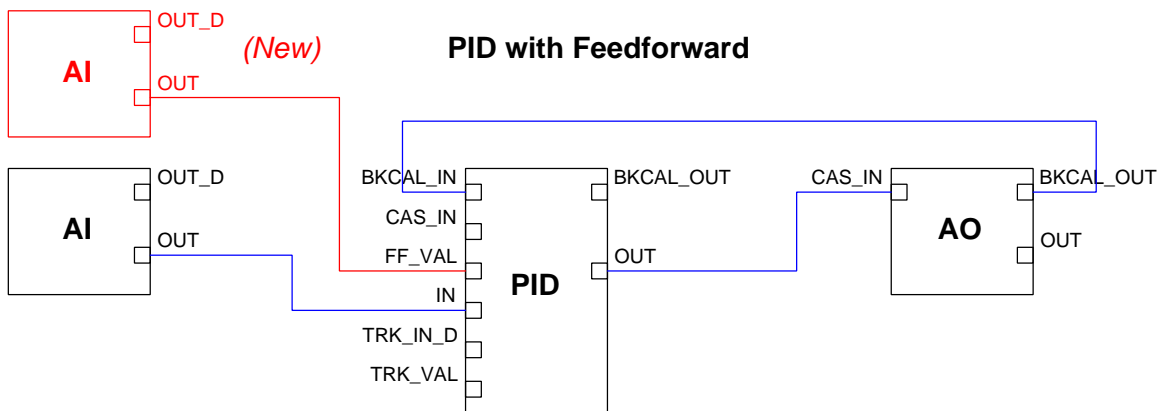 OUT_D
(New)
PID with Feedforward
AI
OUT
OUT_D
AI
OUT
BKCAL_IN
CAS_IN
FF_VAL
IN
TRK_IN_D
TRK_VAL
PID
BKCAL_OUT
OUT
CAS_IN
AO
BKCAL_OUT
OUT